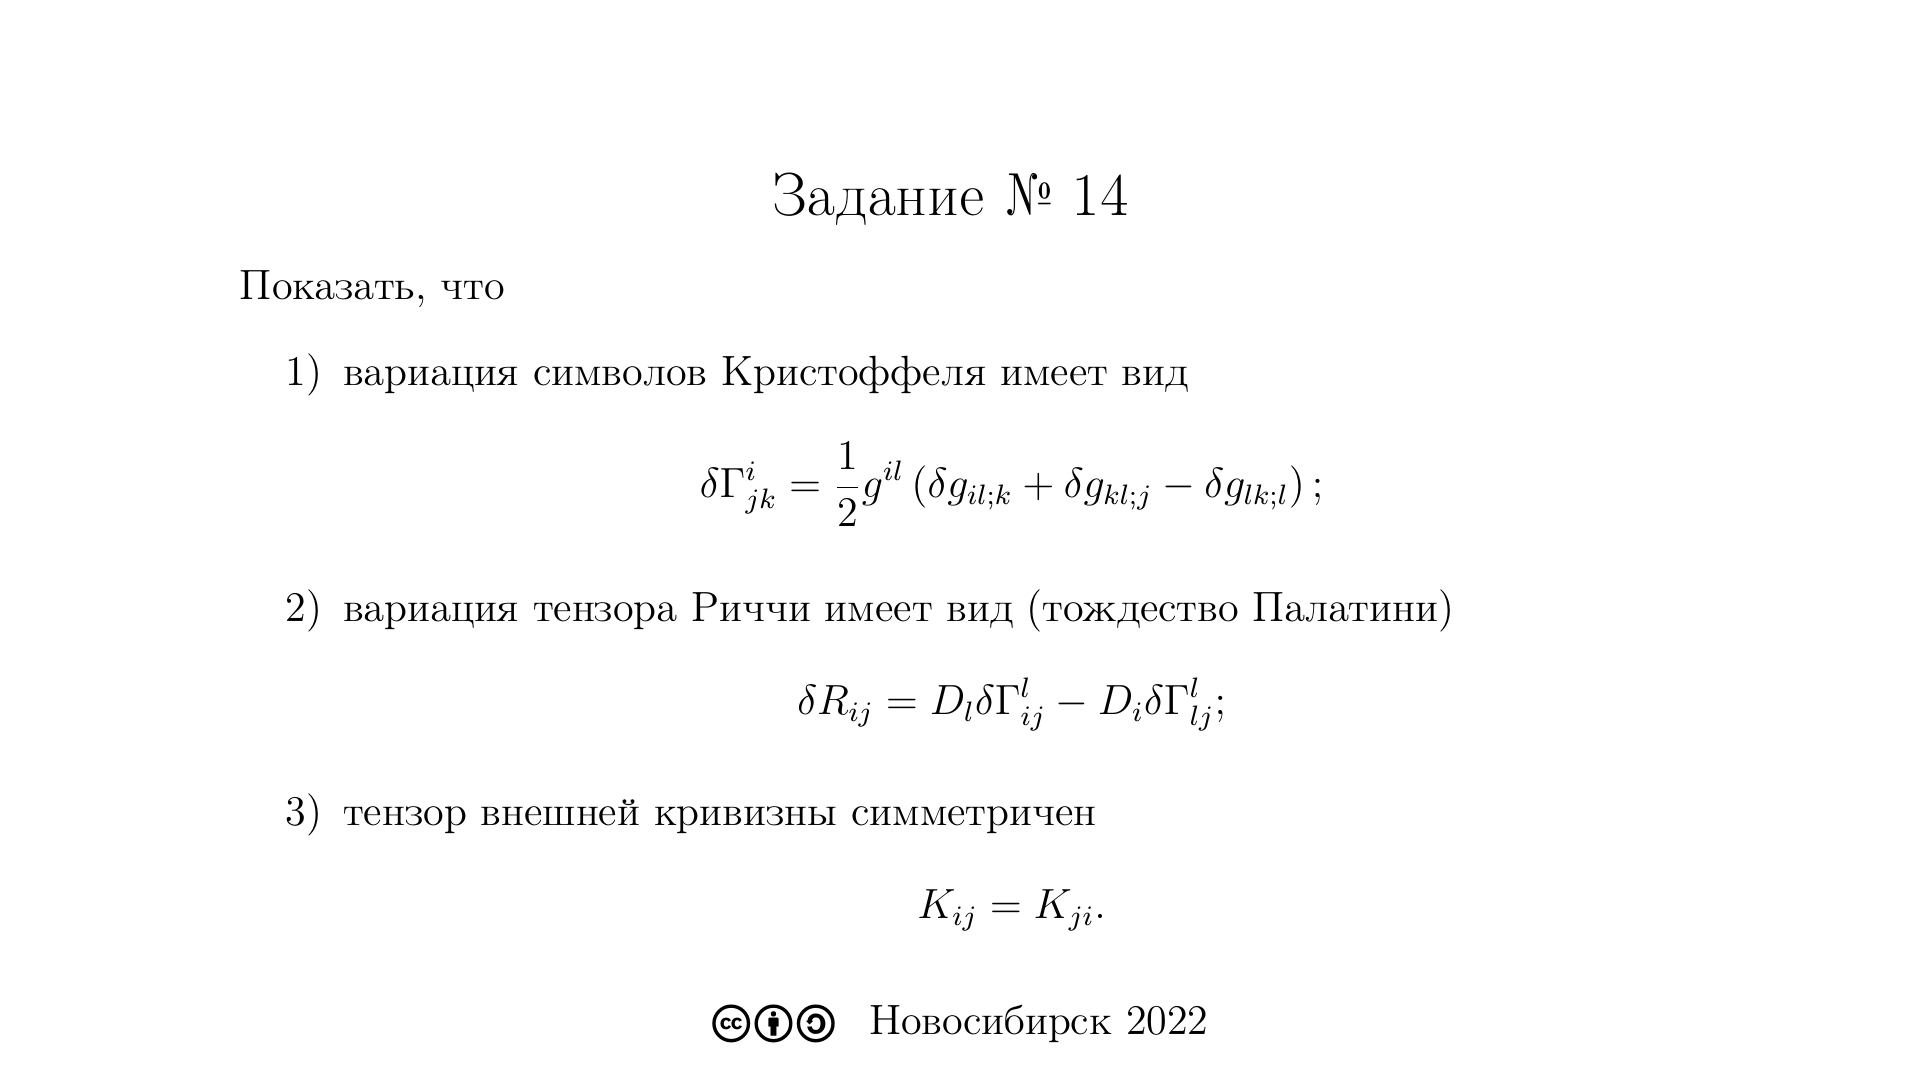 Задание № 14
Показать, что
1) вариация символов Кристоффеля имеет вид
$$\delta\Gamma^i_{jk} = \frac{1}{2} g^{il} \left( \delta g_{il;k} + \delta g_{kl;j} - \delta g_{lk;l} \right);$$
2) вариация тензора Риччи имеет вид (тождество Палатини)
$$\delta R_{ij} = D_l \delta\Gamma^l_{ij} - D_i \delta\Gamma^l_{lj};$$
3) тензор внешней кривизны симметричен
$$K_{ij} = K_{ji}.$$
cc Новосибирск 2022